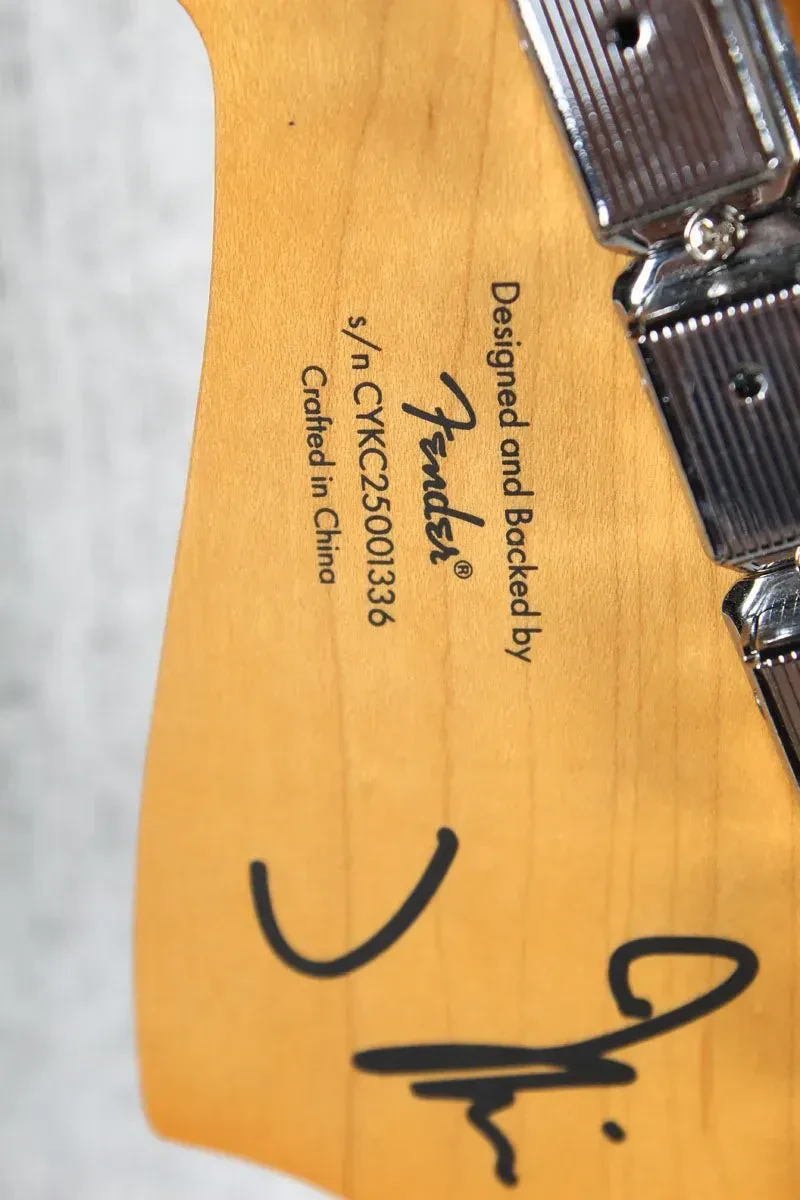 Designed and Backed by
Fender®
s/n CYKC25001336
Crafted in China